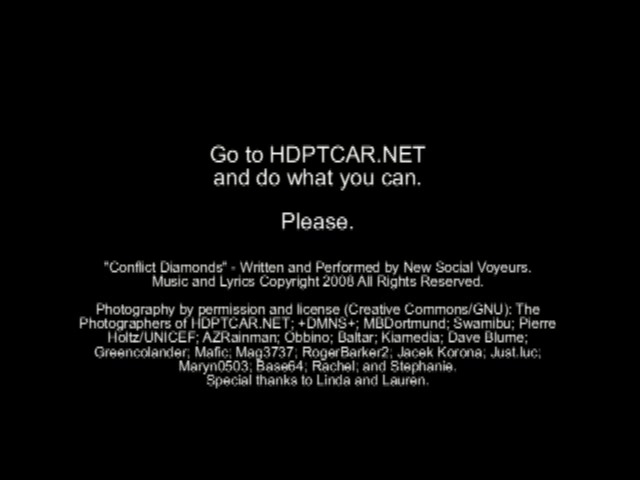 Go to HDPTCAR.NET
and do what you can.
Please.
"Conflict Diamonds" - Written and Performed by New Social Voyeurs.
Music and Lyrics Copyright 2008 All Rights Reserved.
Photography by permission and license (Creative Commons/GNU): The
Photographers of HDPTCAR.NET; +DMNS+; MBDortmund; Swamibu; Pierre
Holtz/UNICEF; AZRainman; Obbino; Baltar; Kiamedia; Dave Blume;
Greencolander; Mafic; Mag3737; RogerBarker2; Jacek Korona; Just.luc;
Maryn0503; Base64; Rachel; and Stephanie.
Special thanks to Linda and Lauren.